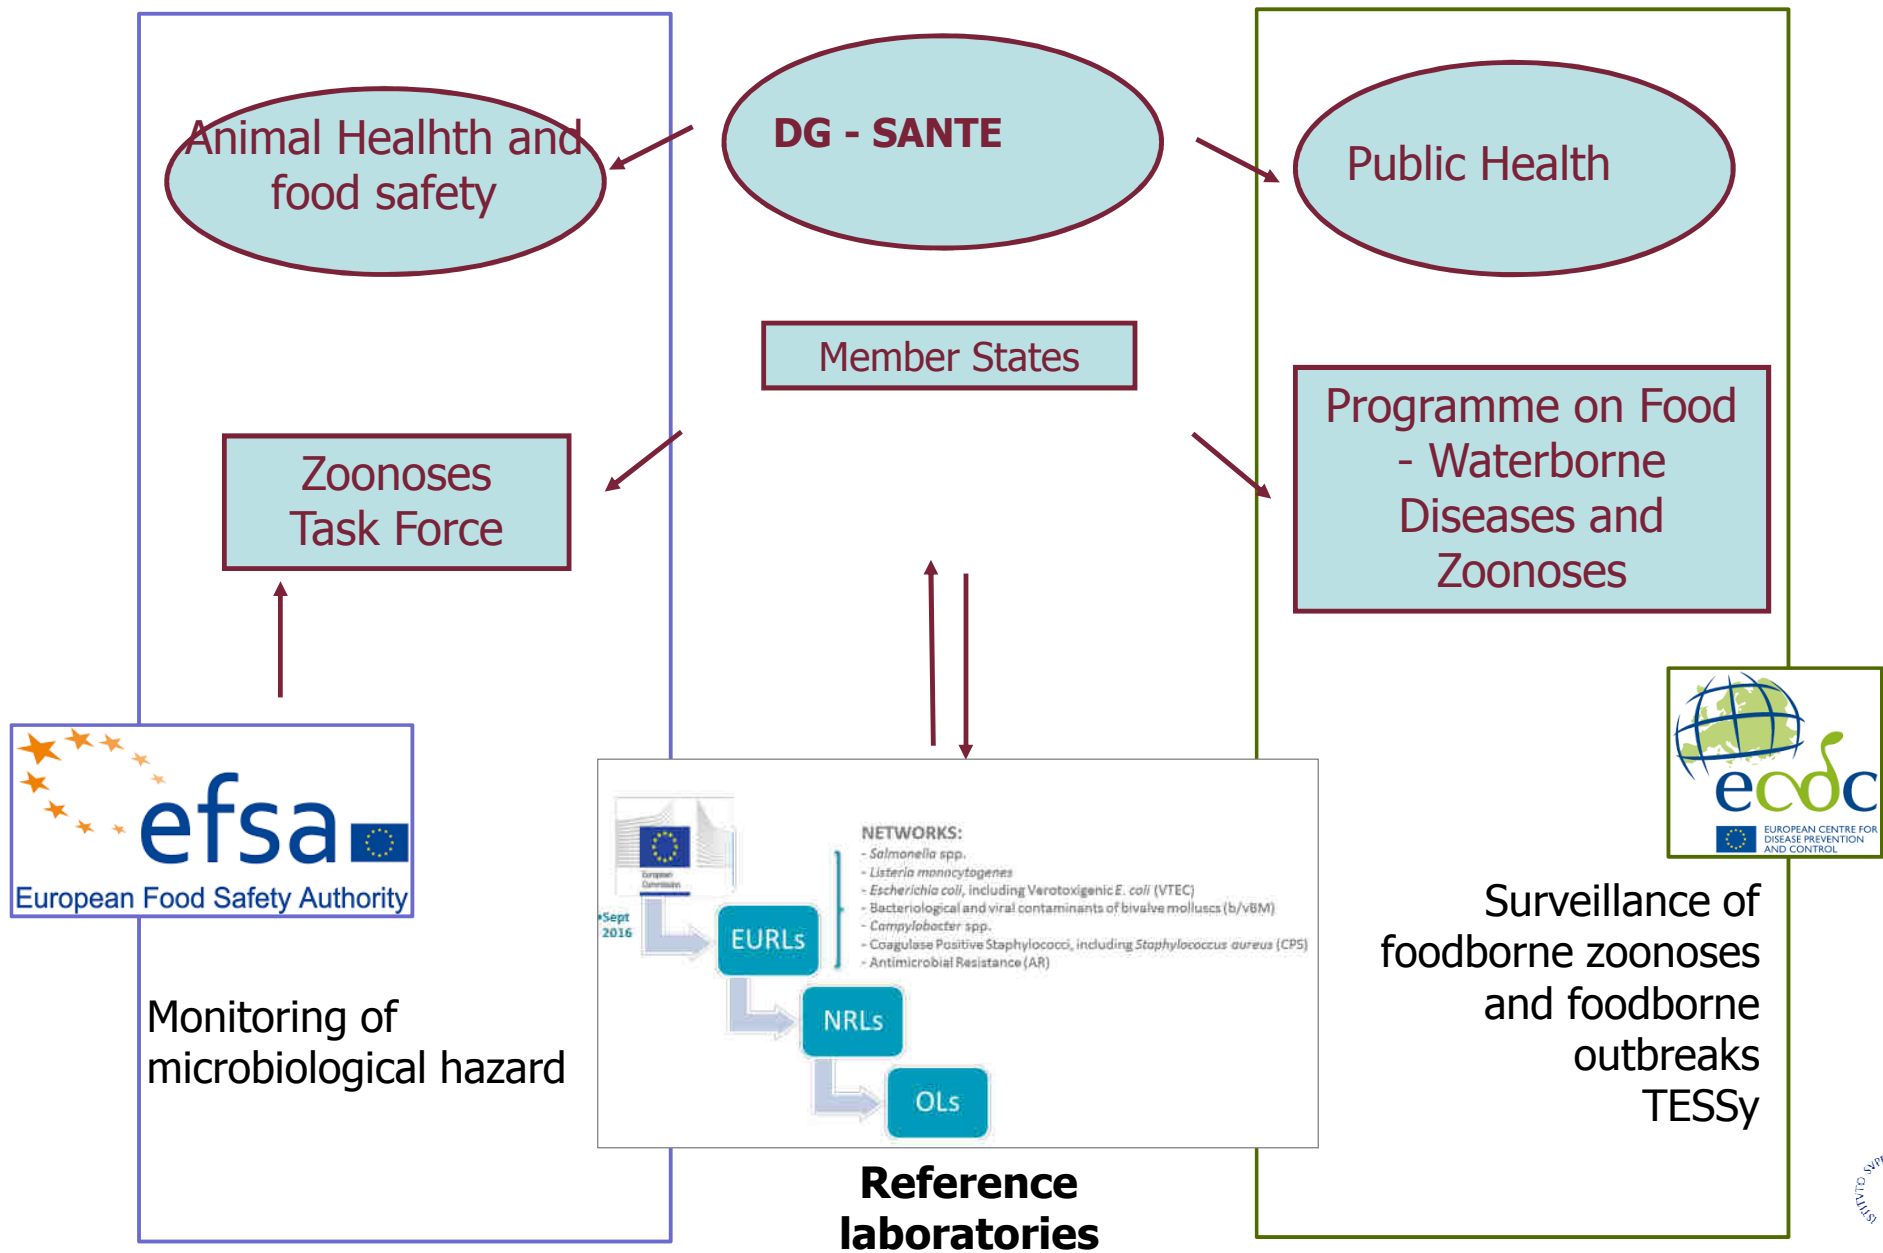 DG - SANTE
Animal Healhth and
food safety
Public Health
Member States
Zoonoses
Task Force
Programme on Food
- Waterborne
Diseases and
Zoonoses
efsa
European Food Safety Authority
Monitoring of
microbiological hazard
European
Commission
•Sept
2016
EURLs
NRLs
OLs
NETWORKS:
- Salmonella spp.
- Listeria monocytogenes
- Escherichia coli, including Verotoxigenic E. coli (VTEC)
- Bacteriological and viral contaminants of bivalve molluscs (b/vBM)
- Campylobacter spp.
- Coagulase Positive Staphylococci, including Staphylococcus aureus (CPS)
- Antimicrobial Resistance (AR)
Reference
laboratories
ecdc
EUROPEAN CENTRE FOR
DISEASE PREVENTION
AND CONTROL
Surveillance of
foodborne zoonoses
and foodborne
outbreaks
TESSy
ISTITVTO